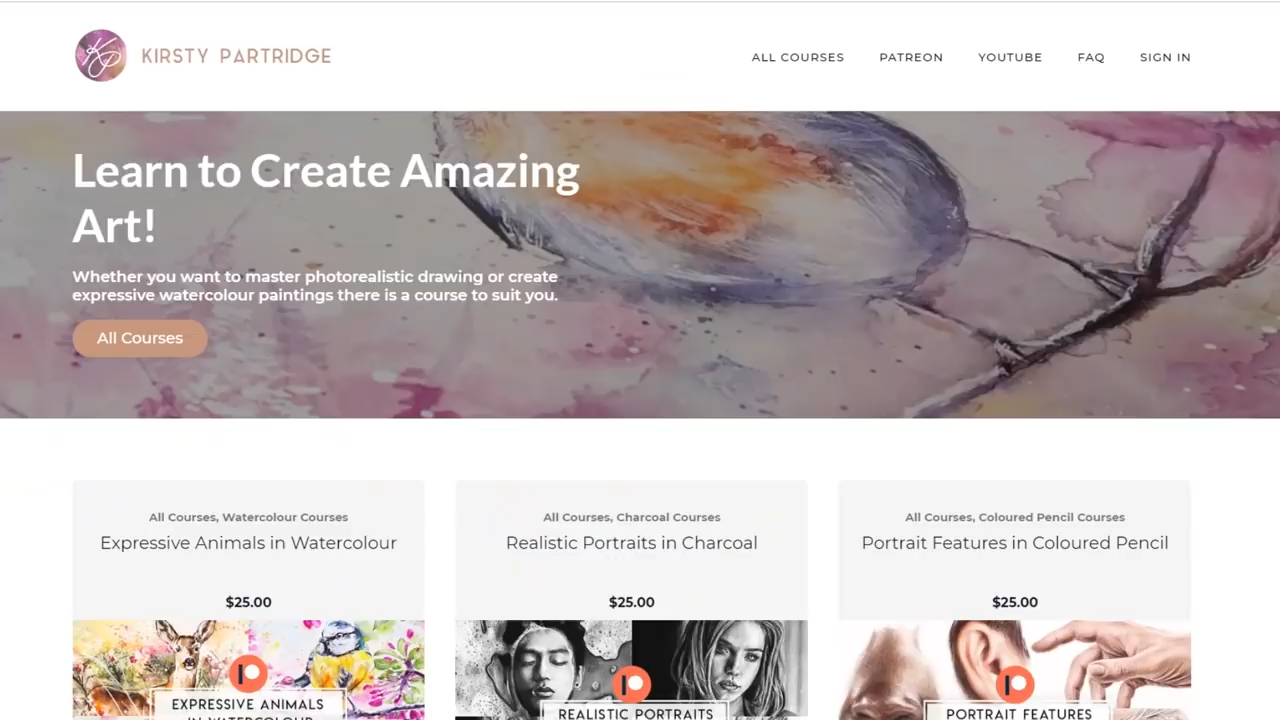 KP KIRSTY PARTRIDGE
ALL COURSES PATREON YOUTUBE FAQ SIGN IN
Learn to Create Amazing
Art!
Whether you want to master photorealistic drawing or create
expressive watercolour paintings there is a course to suit you.
All Courses
All Courses, Watercolour Courses
Expressive Animals in Watercolour
$25.00
EXPRESSIVE ANIMALS
IN WATERCOLOUR
All Courses, Charcoal Courses
Realistic Portraits in Charcoal
$25.00
REALISTIC PORTRAITS
All Courses, Coloured Pencil Courses
Portrait Features in Coloured Pencil
$25.00
PORTRAIT FEATURES